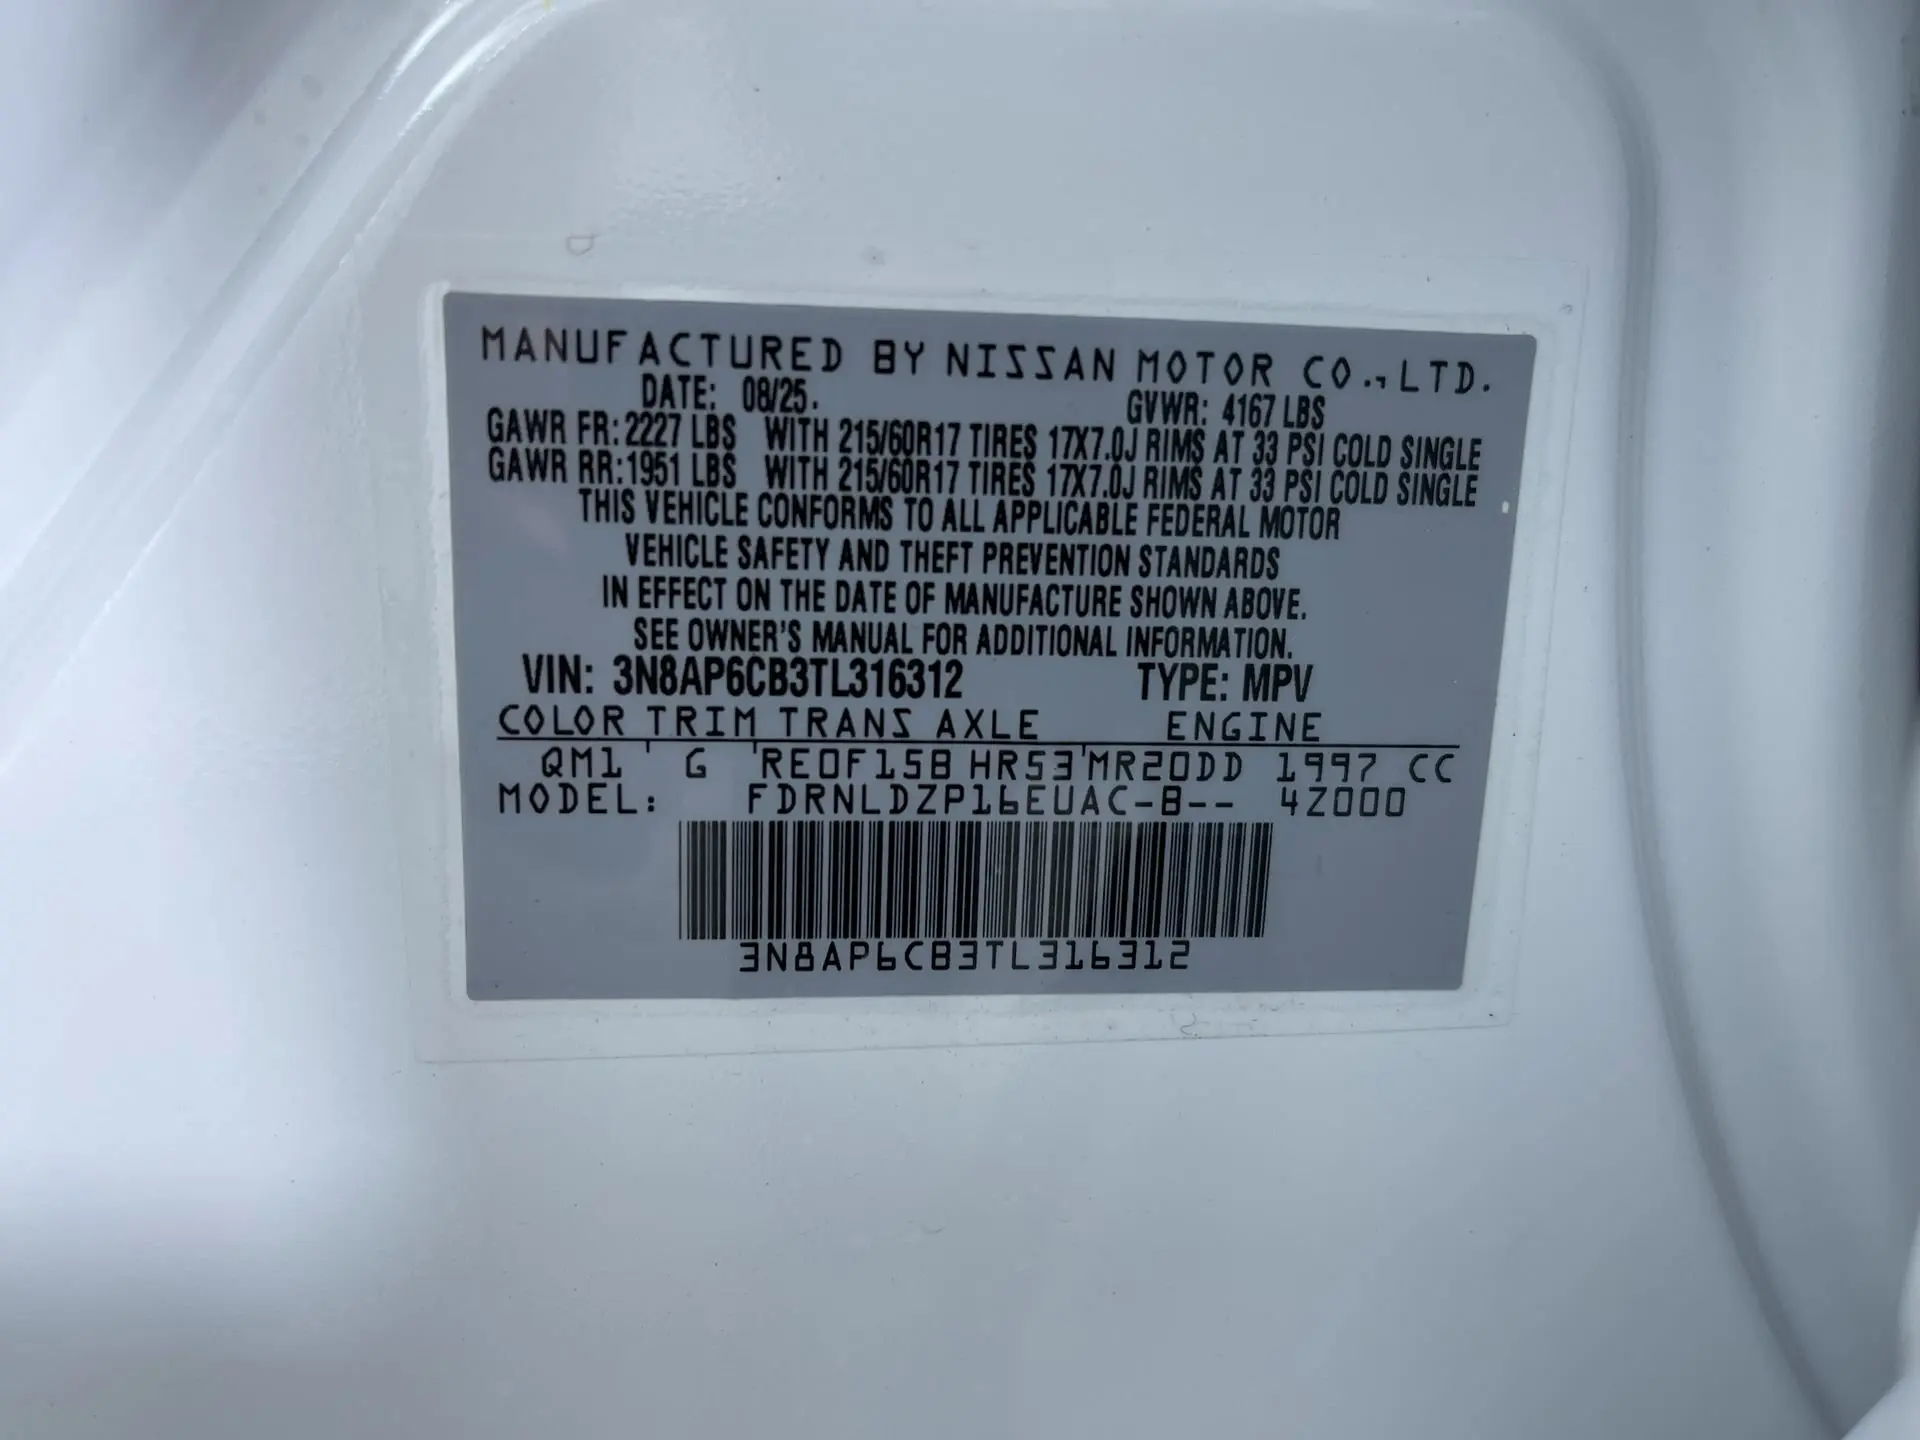 MANUFACTURED BY NISSAN MOTOR CO.,LTD.
DATE: 08/25. GVWR: 4167 LBS
GAWR FR: 2227 LBS WITH 215/60R17 TIRES 17X7.0J RIMS AT 33 PSI COLD SINGLE
GAWR RR: 1951 LBS WITH 215/60R17 TIRES 17X7.0J RIMS AT 33 PSI COLD SINGLE
THIS VEHICLE CONFORMS TO ALL APPLICABLE FEDERAL MOTOR
VEHICLE SAFETY AND THEFT PREVENTION STANDARDS
IN EFFECT ON THE DATE OF MANUFACTURE SHOWN ABOVE.
SEE OWNER'S MANUAL FOR ADDITIONAL INFORMATION.
VIN: 3N8AP6CB3TL316312 TYPE: MPV
COLOR TRIM TRANS AXLE ENGINE
QM1 ' G 'RE0F15B HR53'MR20DD 1997 CC
MODEL: FDRNLDZP16EUAC-B-- 4Z000
3N8AP6CB3TL316312